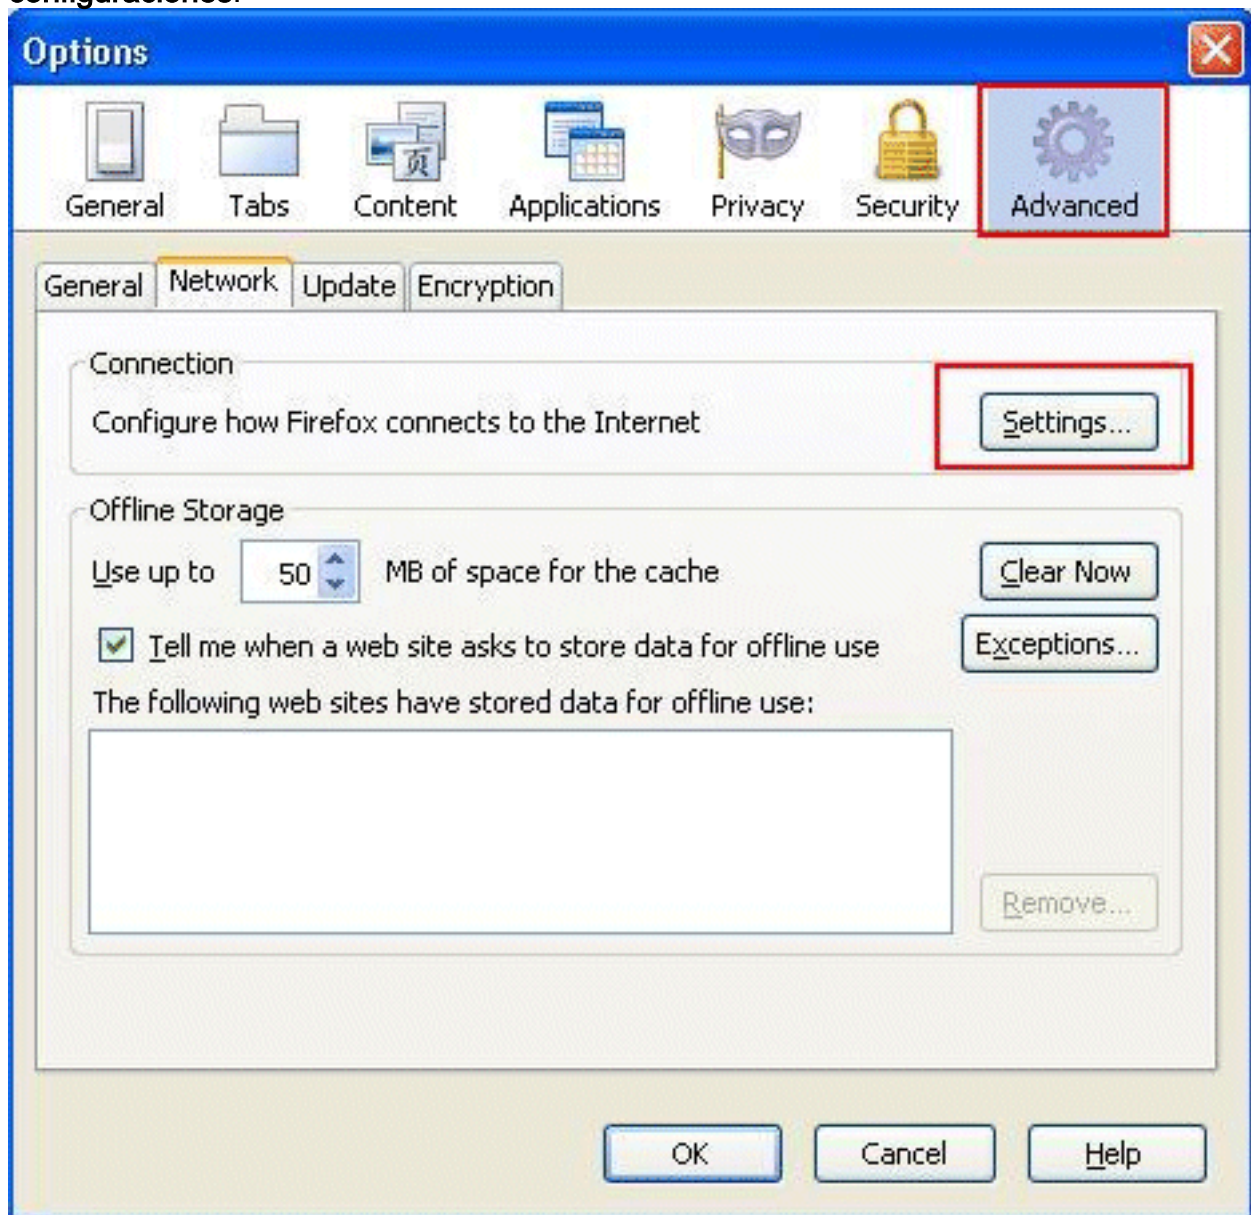 configuraciones.
Options
General Tabs Content Applications Privacy Security Advanced
页
General Network Update Encryption
Connection
Configure how Firefox connects to the Internet Settings...
Offline Storage
Use up to 50 MB of space for the cache Clear Now
Tell me when a web site asks to store data for offline use Exceptions...
The following web sites have stored data for offline use:
Remove...
OK Cancel Help